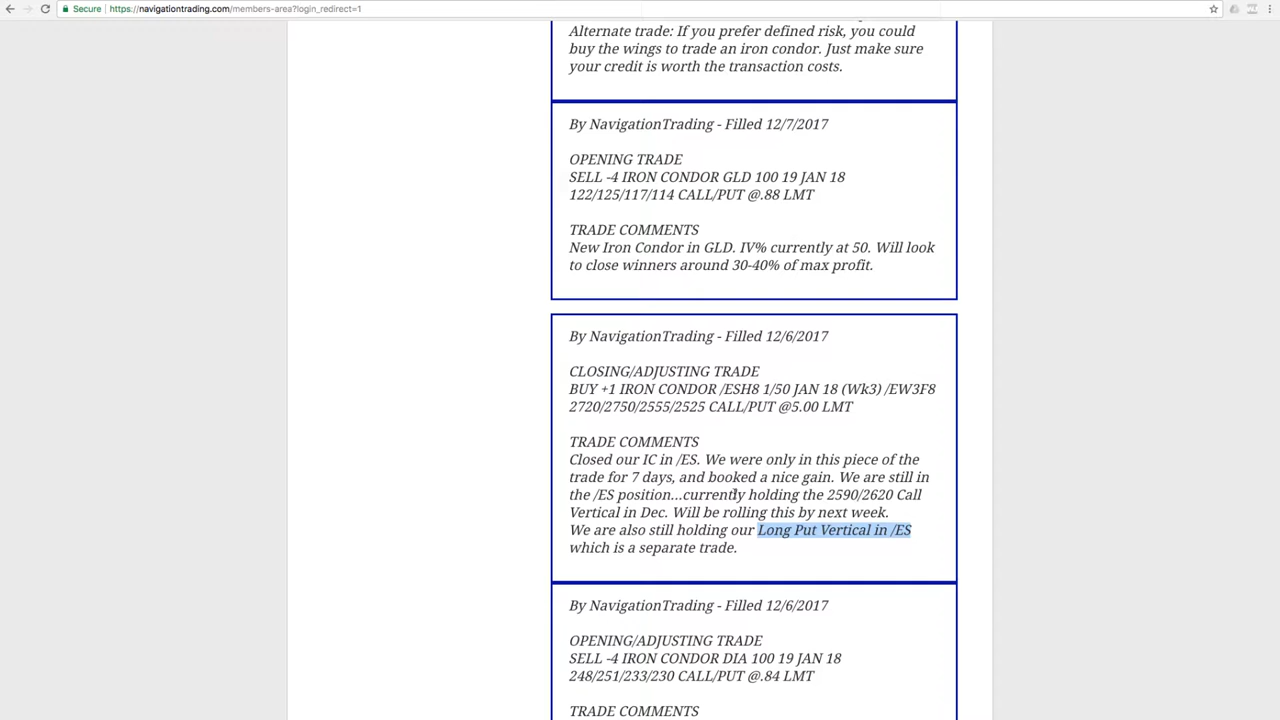 Secure
https://navigationtrading.com/members-area?login_redirect=1
Alternate trade: If you prefer defined risk, you could
buy the wings to trade an iron condor. Just make sure
your credit is worth the transaction costs.
By NavigationTrading - Filled 12/7/2017
OPENING TRADE
SELL -4 IRON CONDOR GLD 100 19 JAN 18
122/125/117/114 CALL/PUT @.88 LMT
TRADE COMMENTS
New Iron Condor in GLD. IV% currently at 50. Will look
to close winners around 30-40% of max profit.
By NavigationTrading - Filled 12/6/2017
CLOSING/ADJUSTING TRADE
BUY +1 IRON CONDOR /ESH8 1/50 JAN 18 (Wk3) /EW3F8
2720/2750/2555/2525 CALL/PUT @5.00 LMT
TRADE COMMENTS
Closed our IC in /ES. We were only in this piece of the
trade for 7 days, and booked a nice gain. We are still in
the /ES position...currently holding the 2590/2620 Call
Vertical in Dec. Will be rolling this by next week.
We are also still holding our Long Put Vertical in /ES
which is a separate trade.
By NavigationTrading - Filled 12/6/2017
OPENING/ADJUSTING TRADE
SELL -4 IRON CONDOR DIA 100 19 JAN 18
248/251/233/230 CALL/PUT @.84 LMT
TRADE COMMENTS